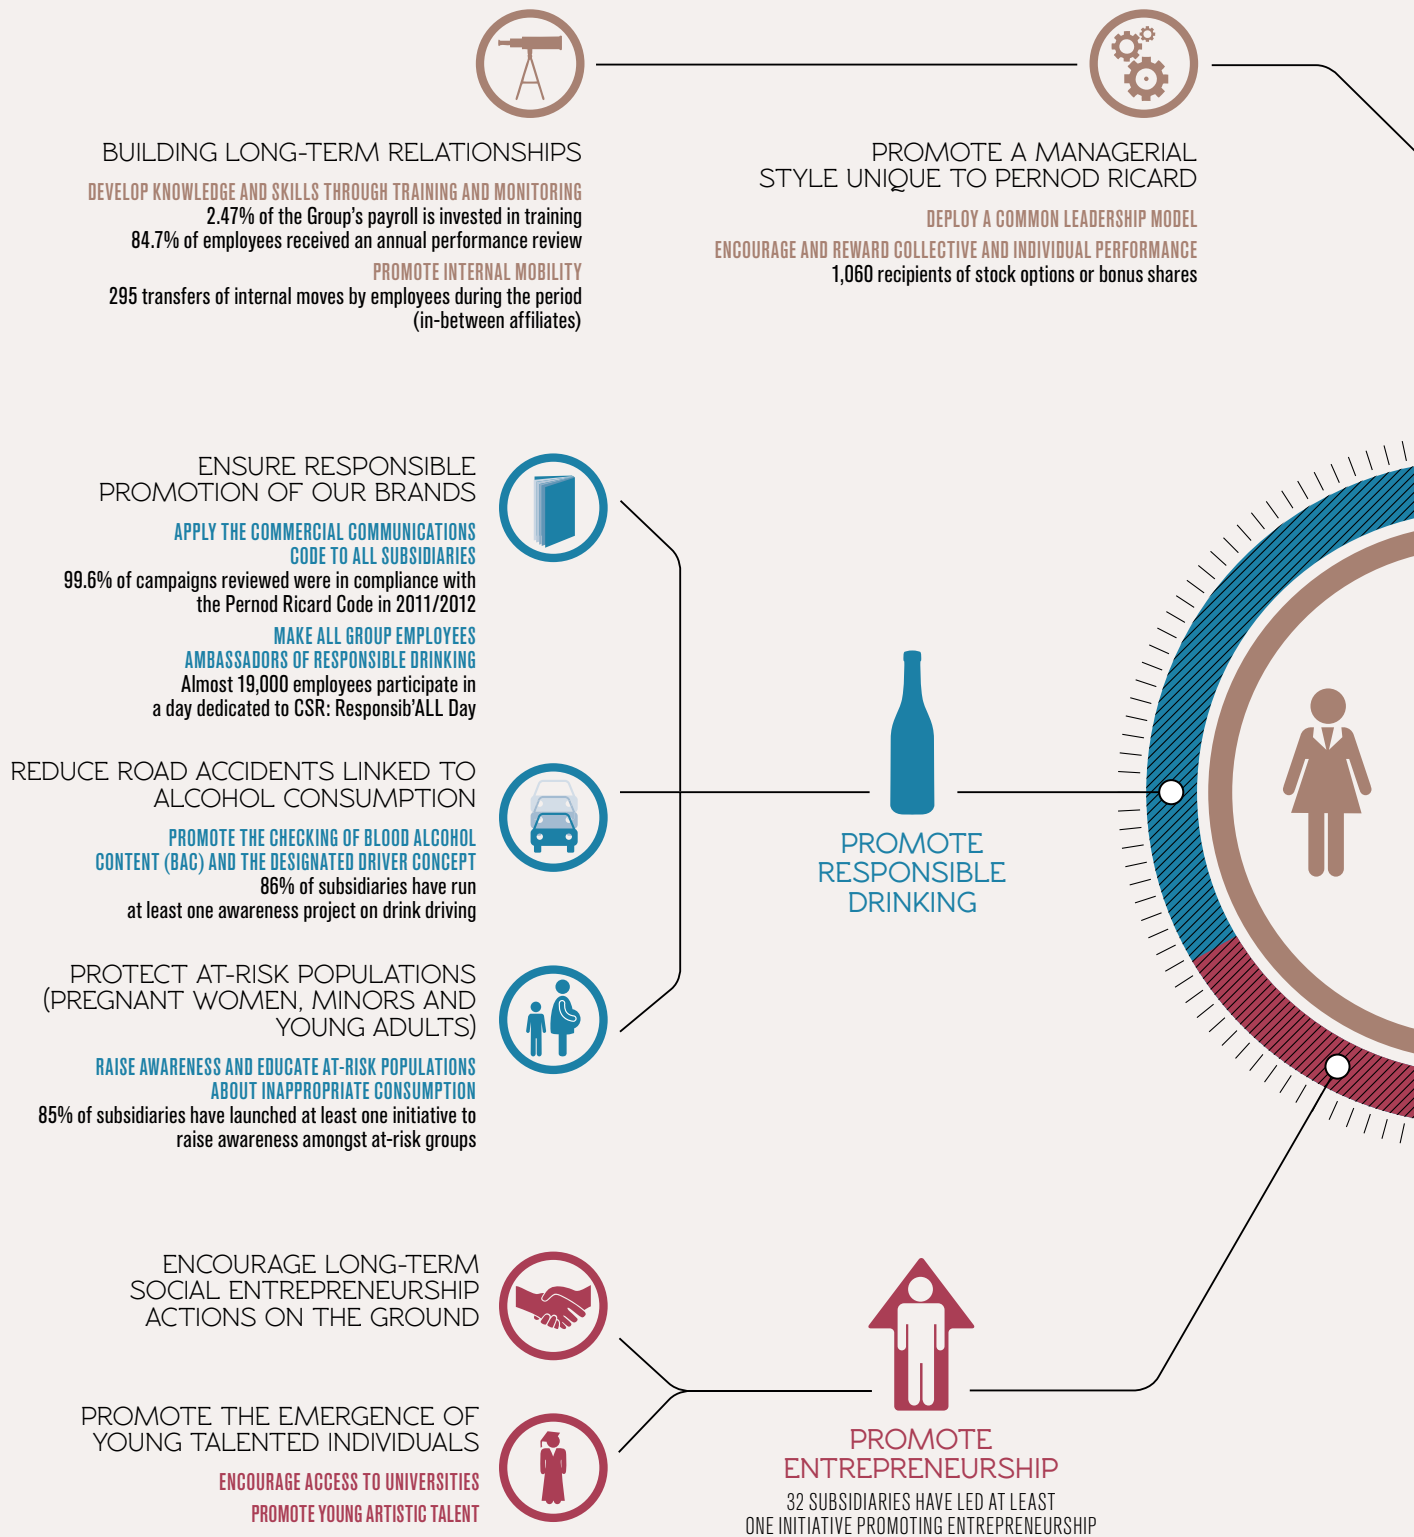 BUILDING LONG-TERM RELATIONSHIPS
DEVELOP KNOWLEDGE AND SKILLS THROUGH TRAINING AND MONITORING
2.47% of the Group's payroll is invested in training
84.7% of employees received an annual performance review
PROMOTE INTERNAL MOBILITY
295 transfers of internal moves by employees during the period
(in-between affiliates)
PROMOTE A MANAGERIAL
STYLE UNIQUE TO PERNOD RICARD
DEPLOY A COMMON LEADERSHIP MODEL
ENCOURAGE AND REWARD COLLECTIVE AND INDIVIDUAL PERFORMANCE
1,060 recipients of stock options or bonus shares
ENSURE RESPONSIBLE
PROMOTION OF OUR BRANDS
APPLY THE COMMERCIAL COMMUNICATIONS
CODE TO ALL SUBSIDIARIES
99.6% of campaigns reviewed were in compliance with
the Pernod Ricard Code in 2011/2012
MAKE ALL GROUP EMPLOYEES
AMBASSADORS OF RESPONSIBLE DRINKING
Almost 19,000 employees participate in
a day dedicated to CSR: Responsib'ALL Day
REDUCE ROAD ACCIDENTS LINKED TO
ALCOHOL CONSUMPTION
PROMOTE THE CHECKING OF BLOOD ALCOHOL
CONTENT (BAC) AND THE DESIGNATED DRIVER CONCEPT
86% of subsidiaries have run
at least one awareness project on drink driving
PROTECT AT-RISK POPULATIONS
(PREGNANT WOMEN, MINORS AND
YOUNG ADULTS)
RAISE AWARENESS AND EDUCATE AT-RISK POPULATIONS
ABOUT INAPPROPRIATE CONSUMPTION
85% of subsidiaries have launched at least one initiative to
raise awareness amongst at-risk groups
PROMOTE
RESPONSIBLE
DRINKING
ENCOURAGE LONG-TERM
SOCIAL ENTREPRENEURSHIP
ACTIONS ON THE GROUND
PROMOTE THE EMERGENCE OF
YOUNG TALENTED INDIVIDUALS
ENCOURAGE ACCESS TO UNIVERSITIES
PROMOTE YOUNG ARTISTIC TALENT
PROMOTE
ENTREPRENEURSHIP
32 SUBSIDIARIES HAVE LED AT LEAST
ONE INITIATIVE PROMOTING ENTREPRENEURSHIP